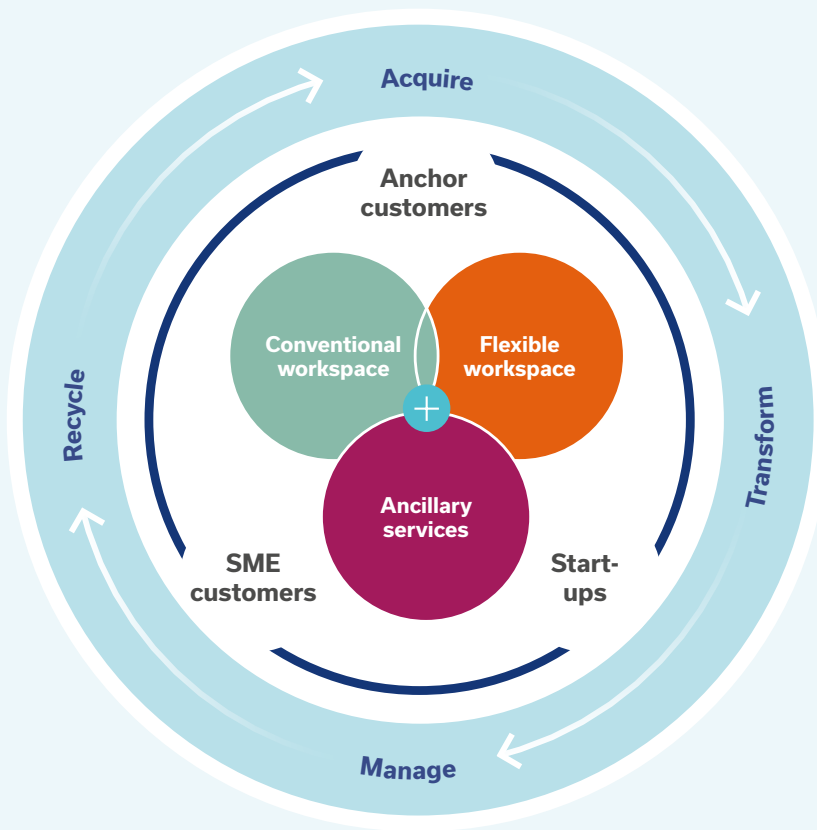 Acquire
Anchor
customers
Conventional
workspace
Flexible
workspace
Recycle
Transform
Ancillary
services
SME
customers
Start-
ups
Manage